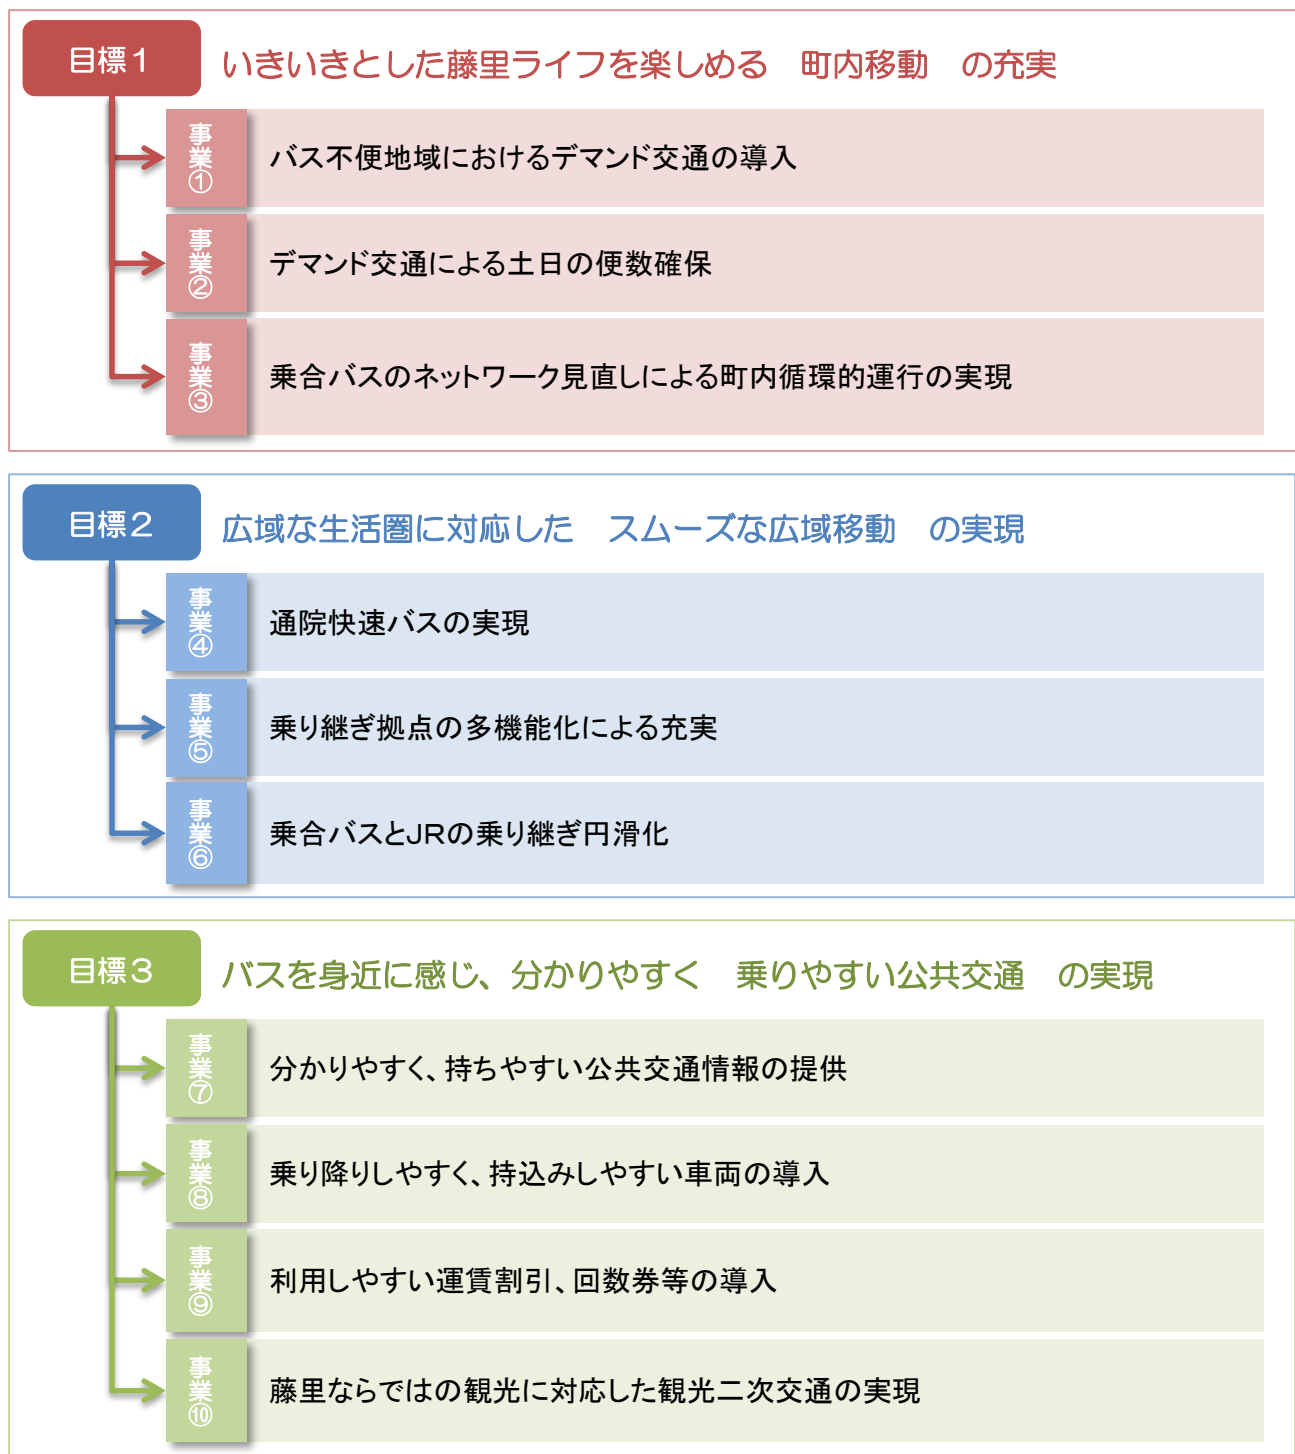 目標１
いきいきとした藤里ライフを楽しめる　町内移動　の充実
事業①
バス不便地域におけるデマンド交通の導入
事業②
デマンド交通による土日の便数確保
事業③
乗合バスのネットワーク見直しによる町内循環的運行の実現
目標２
広域な生活圏に対応した　スムーズな広域移動　の実現
事業④
通院快速バスの実現
事業⑤
乗り継ぎ拠点の多機能化による充実
事業⑥
乗合バスとJRの乗り継ぎ円滑化
目標３
バスを身近に感じ、分かりやすく　乗りやすい公共交通　の実現
事業⑦
分かりやすく、持ちやすい公共交通情報の提供
事業⑧
乗り降りしやすく、持込みしやすい車両の導入
事業⑨
利用しやすい運賃割引、回数券等の導入
事業⑩
藤里ならではの観光に対応した観光二次交通の実現